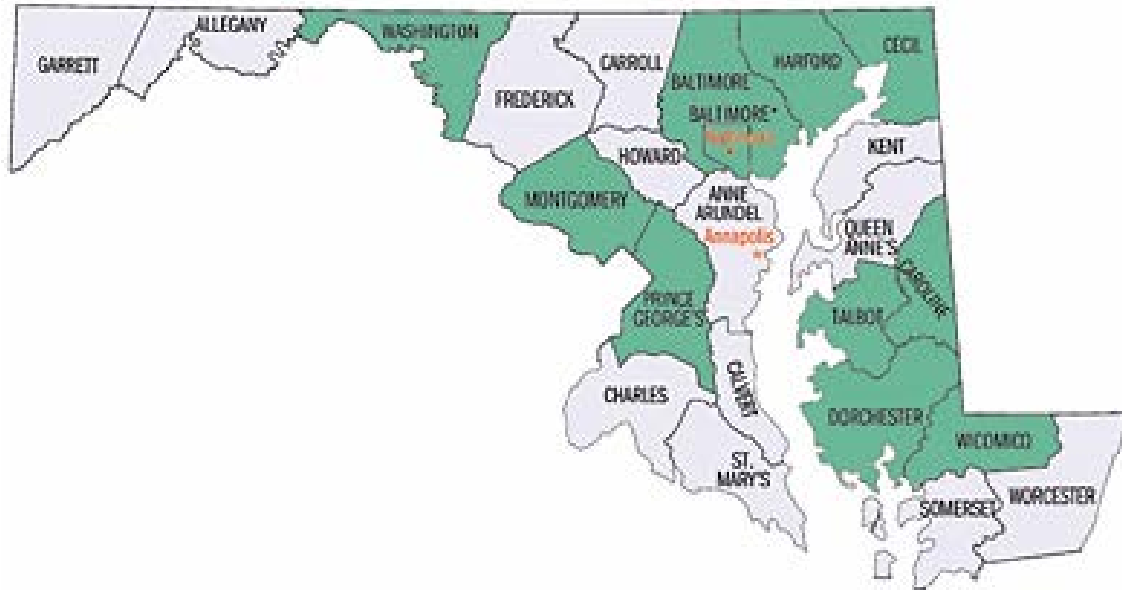 GARRETT
ALLEGANY
WASHINGTON
FREDERICK
CARROLL
BALTIMORE
HARFORD
CECIL
BALTIMORE*
HOWARD
KENT
MONTGOMERY
ANNE
ARUNDEL
Annapolis
QUEEN
ANNE'S
CAROLINE
PRINCE
GEORGE'S
TALBOT
CHARLES
CALVERT
DORCHESTER
WICOMICO
ST.
MARY'S
SOMERSET
WORCESTER